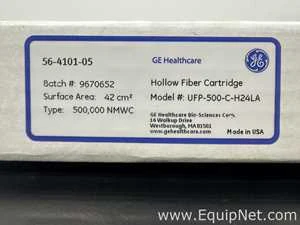 56-4101-05
GE Healthcare
Batch #: 9670652
Hollow Fiber Cartridge
Surface Area: 42 cm²
Model #: UFP-500-C-H24LA
Type: 500,000 NMWC
GE Healthcare Bio-Sciences Corp.
14 Walkup Drive
Westborough, MA 01581
www.gehealthcare.com
Made in USA
www.EquipNet.com